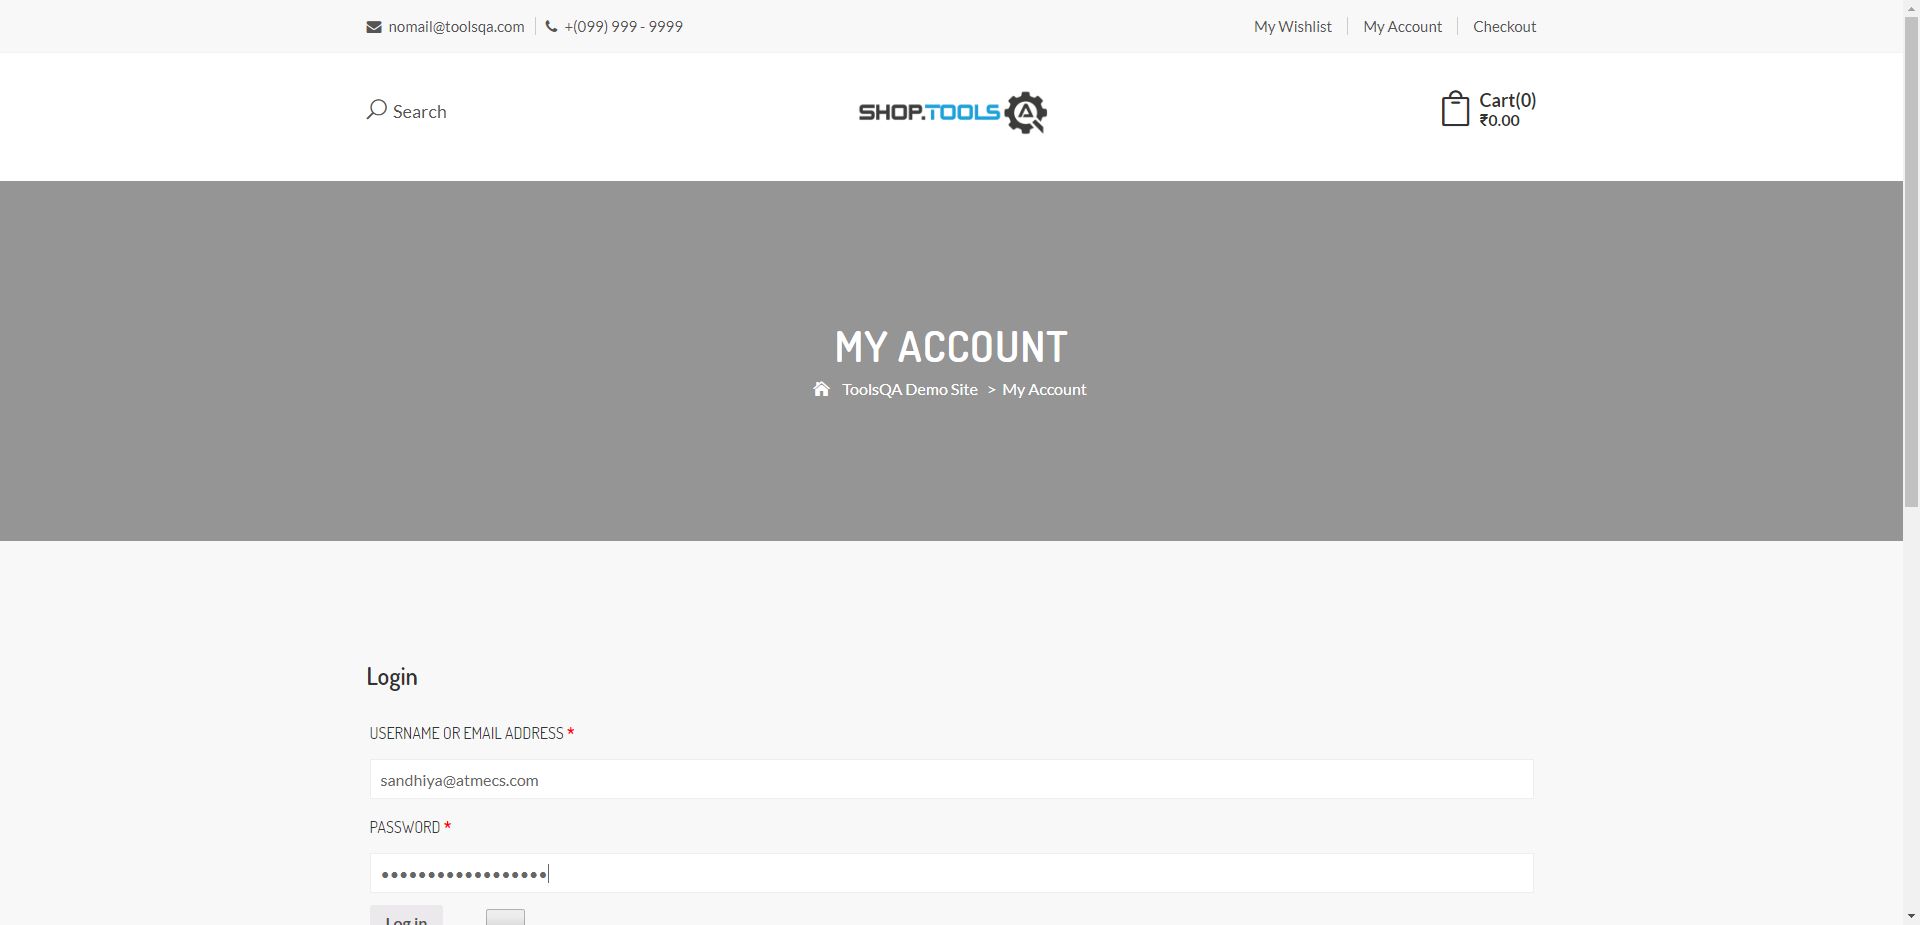 nomail@toolsqa.com
+(099) 999 - 9999
My Wishlist
My Account
Checkout
Search
SHOP.TOOLS
Cart(0)
₹0.00
MY ACCOUNT
ToolsQA Demo Site > My Account
Login
USERNAME OR EMAIL ADDRESS *
sandhiya@atmecs.com
PASSWORD *
••••••••••••••••••
Log in